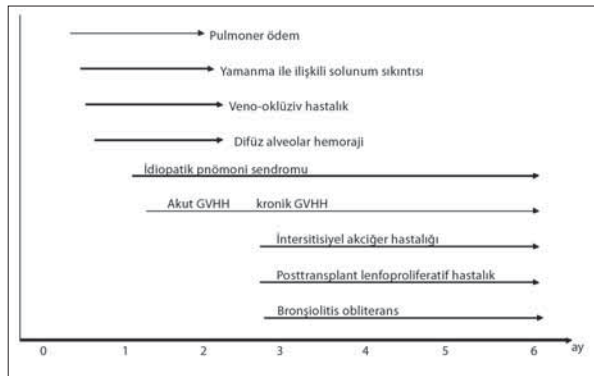 Pulmoner ödem
Yamanma ile ilişkili solunum sıkıntısı
Veno-oklüziv hastalık
Difüz alveolar hemoraji
İdiopatik pnömoni sendromu
Akut GVHH kronik GVHH
İntersitisiyel akciğer hastalığı
Posttransplant lenfoproliferatif hastalık
Bronşiolitis obliterans
0 1 2 3 4 5 6 ay